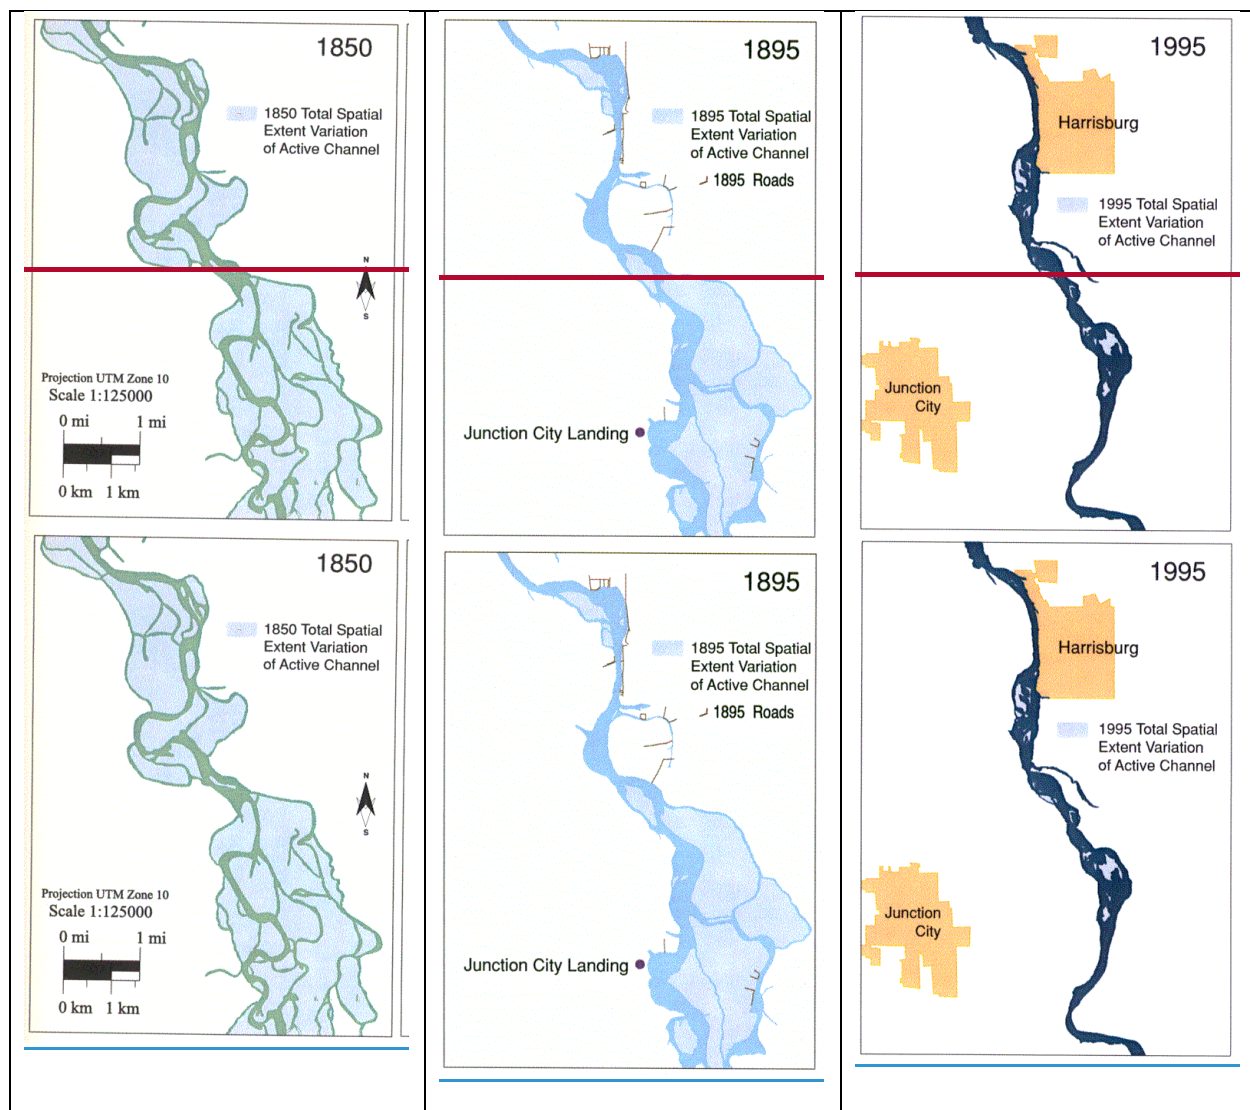 1850
1850 Total Spatial
Extent Variation
of Active Channel
N
S
Projection UTM Zone 10
Scale 1:125000
0 mi 1 mi
0 km 1 km
1895
1895 Total Spatial
Extent Variation
of Active Channel
1895 Roads
Junction City Landing
1995
Harrisburg
1995 Total Spatial
Extent Variation
of Active Channel
Junction
City
1850
1850 Total Spatial
Extent Variation
of Active Channel
N
S
Projection UTM Zone 10
Scale 1:125000
0 mi 1 mi
0 km 1 km
1895
1895 Total Spatial
Extent Variation
of Active Channel
1895 Roads
Junction City Landing
1995
Harrisburg
1995 Total Spatial
Extent Variation
of Active Channel
Junction
City